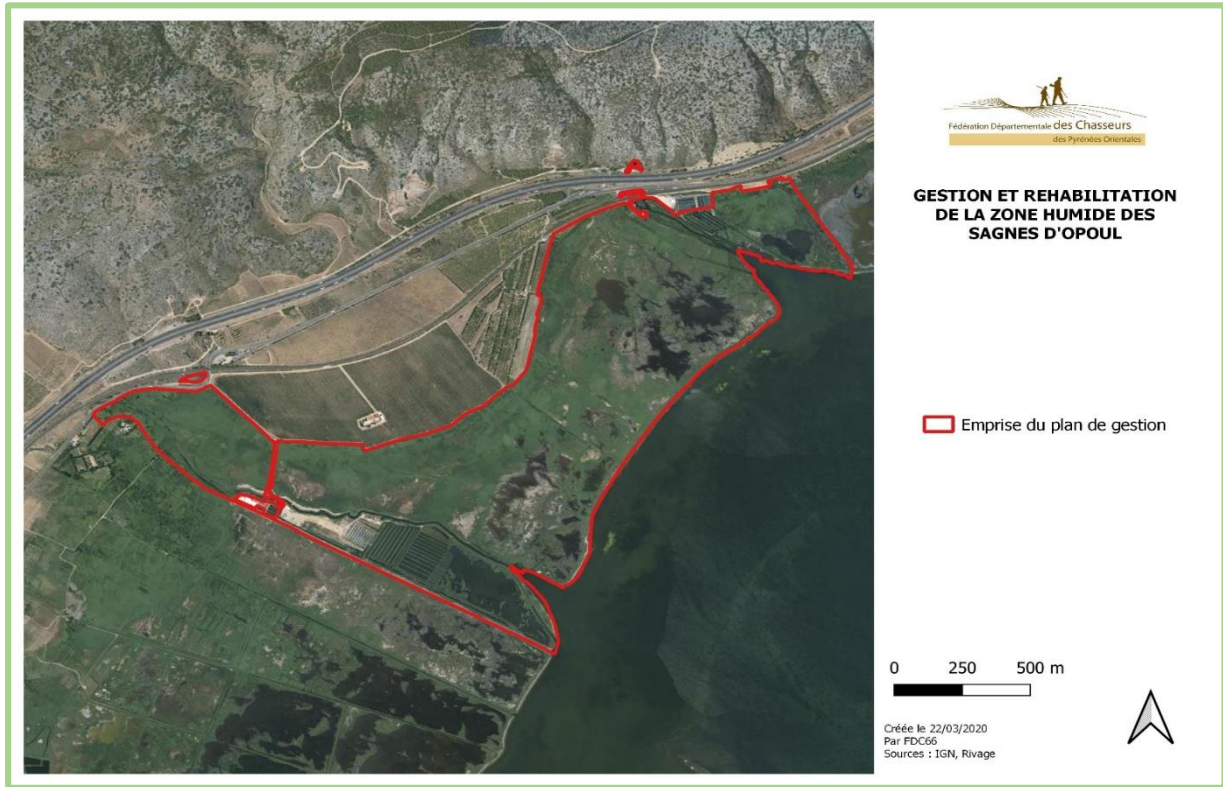 Fédération Départementale des Chasseurs
des Pyrénées Orientales
GESTION ET REHABILITATION
DE LA ZONE HUMIDE DES
SAGNES D'OPOUL
Emprise du plan de gestion
0 250 500 m
Créée le 22/03/2020
Par FDC66
Sources : IGN, Rivage